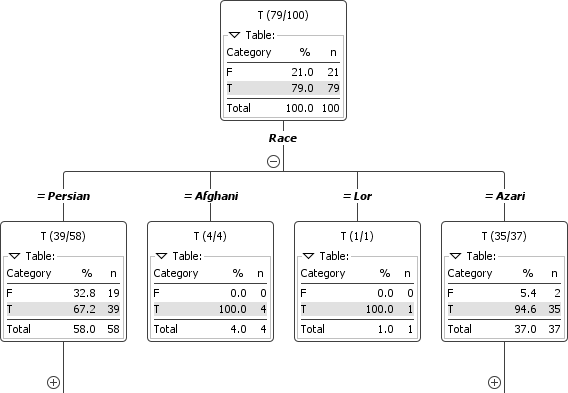 T (79/100)
Table:
Category % n
F 21.0 21
T 79.0 79
Total 100.0 100
Race
= Persian
= Afghani
= Lor
= Azari
T (39/58)
Table:
Category % n
F 32.8 19
T 67.2 39
Total 58.0 58
T (4/4)
Table:
Category % n
F 0.0 0
T 100.0 4
Total 4.0 4
T (1/1)
Table:
Category % n
F 0.0 0
T 100.0 1
Total 1.0 1
T (35/37)
Table:
Category % n
F 5.4 2
T 94.6 35
Total 37.0 37